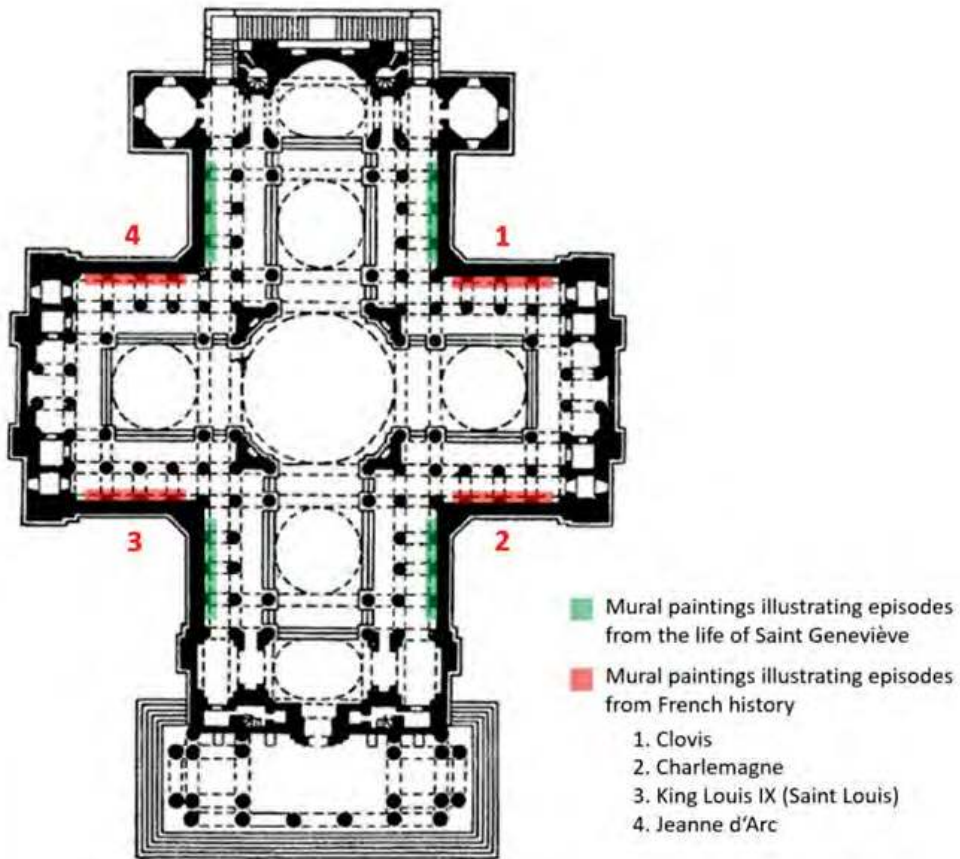 4
1
3
2
Mural paintings illustrating episodes
from the life of Saint Geneviève
Mural paintings illustrating episodes
from French history
1. Clovis
2. Charlemagne
3. King Louis IX (Saint Louis)
4. Jeanne d‘Arc